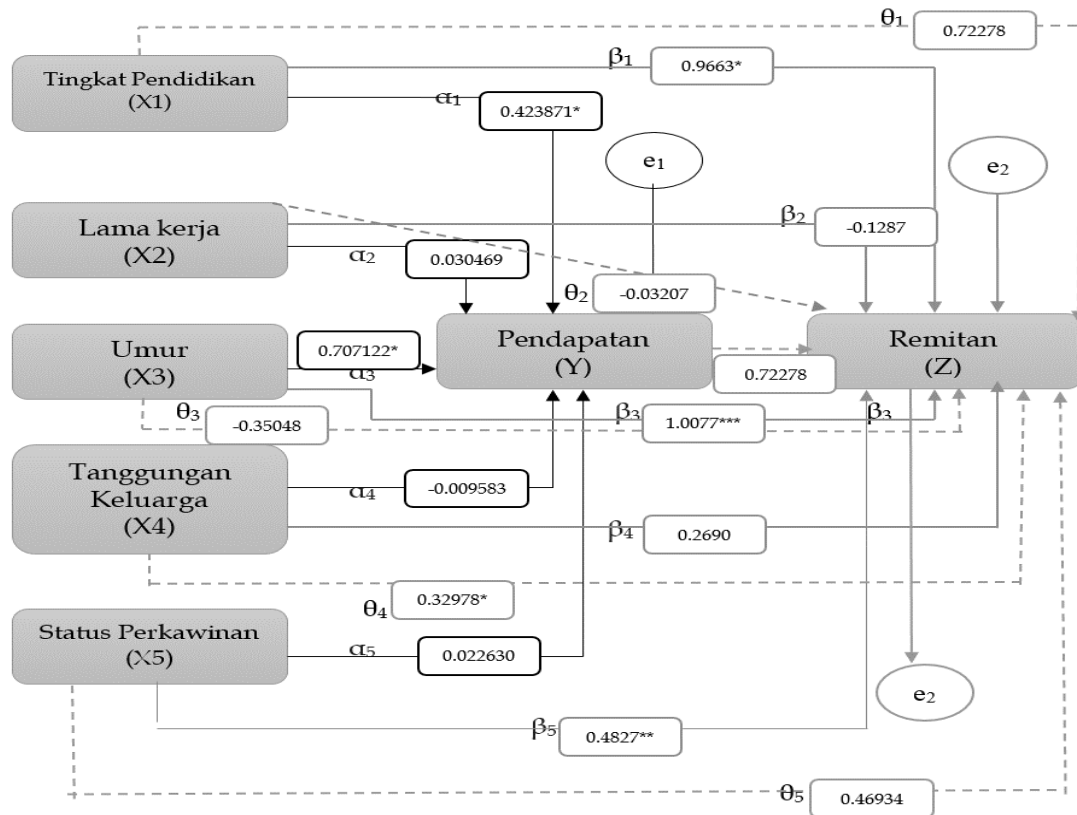 θ₁
0.72278
Tingkat Pendidikan
(X1)
β₁
0.9663*
α₁
0.423871*
e₁
e₂
Lama kerja
(X2)
β₂
-0.1287
α₂
0.030469
θ₂
-0.03207
Umur
(X3)
0.707122*
α₃
Pendapatan
(Y)
0.72278
Remitan
(Z)
θ₃
-0.35048
β₃
1.0077***
β₃
Tanggungan
Keluarga
(X4)
α₄
-0.009583
β₄
0.2690
θ₄
0.32978*
Status Perkawinan
(X5)
α₅
0.022630
e₂
β₅
0.4827**
θ₅
0.46934